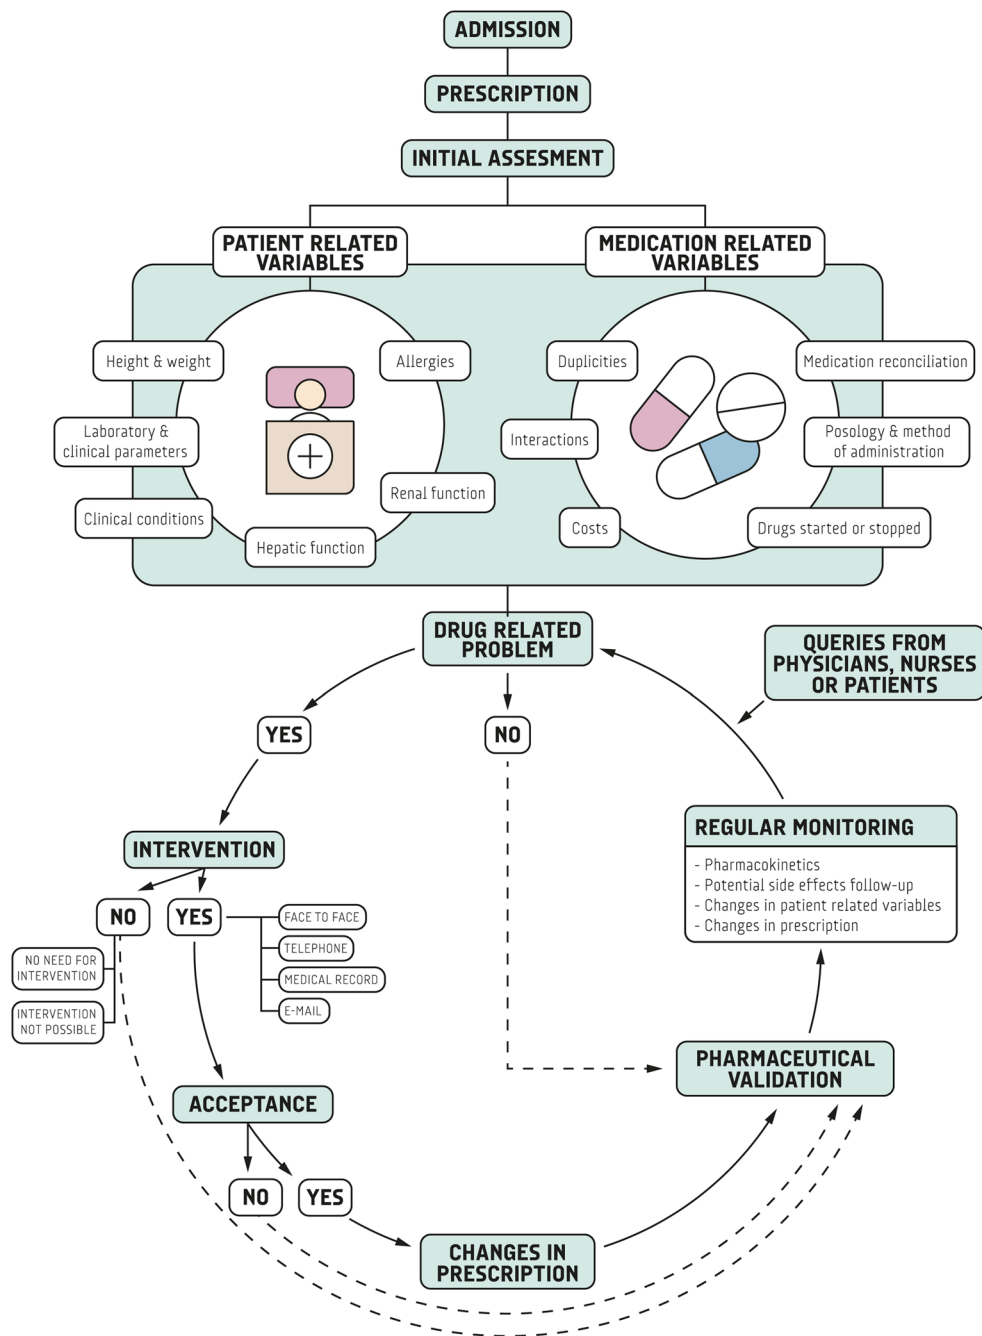 ADMISSION
PRESCRIPTION
INITIAL ASSESMENT
PATIENT RELATED
VARIABLES
Height & weight
Allergies
Laboratory &
clinical parameters
Renal function
Clinical conditions
Hepatic function
MEDICATION RELATED
VARIABLES
Duplicities
Medication reconciliation
Interactions
Posology & method
of administration
Costs
Drugs started or stopped
DRUG RELATED
PROBLEM
QUERIES FROM
PHYSICIANS, NURSES
OR PATIENTS
YES
NO
REGULAR MONITORING
- Pharmacokinetics
- Potential side effects follow-up
- Changes in patient related variables
- Changes in prescription
INTERVENTION
NO
YES
NO NEED FOR
INTERVENTION
INTERVENTION
NOT POSSIBLE
FACE TO FACE
TELEPHONE
MEDICAL RECORD
E-MAIL
PHARMACEUTICAL
VALIDATION
ACCEPTANCE
NO
YES
CHANGES IN
PRESCRIPTION